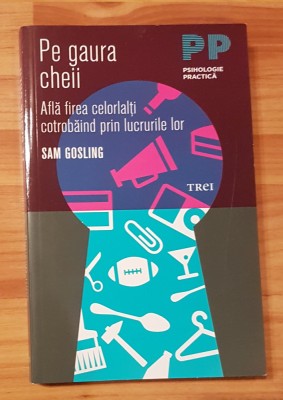 Pe gaura
cheii
PP
PSIHOLOGIE
PRACTICĂ
Află firea celorlalți
cotrobăind prin lucrurile lor
SAM GOSLING
TREI